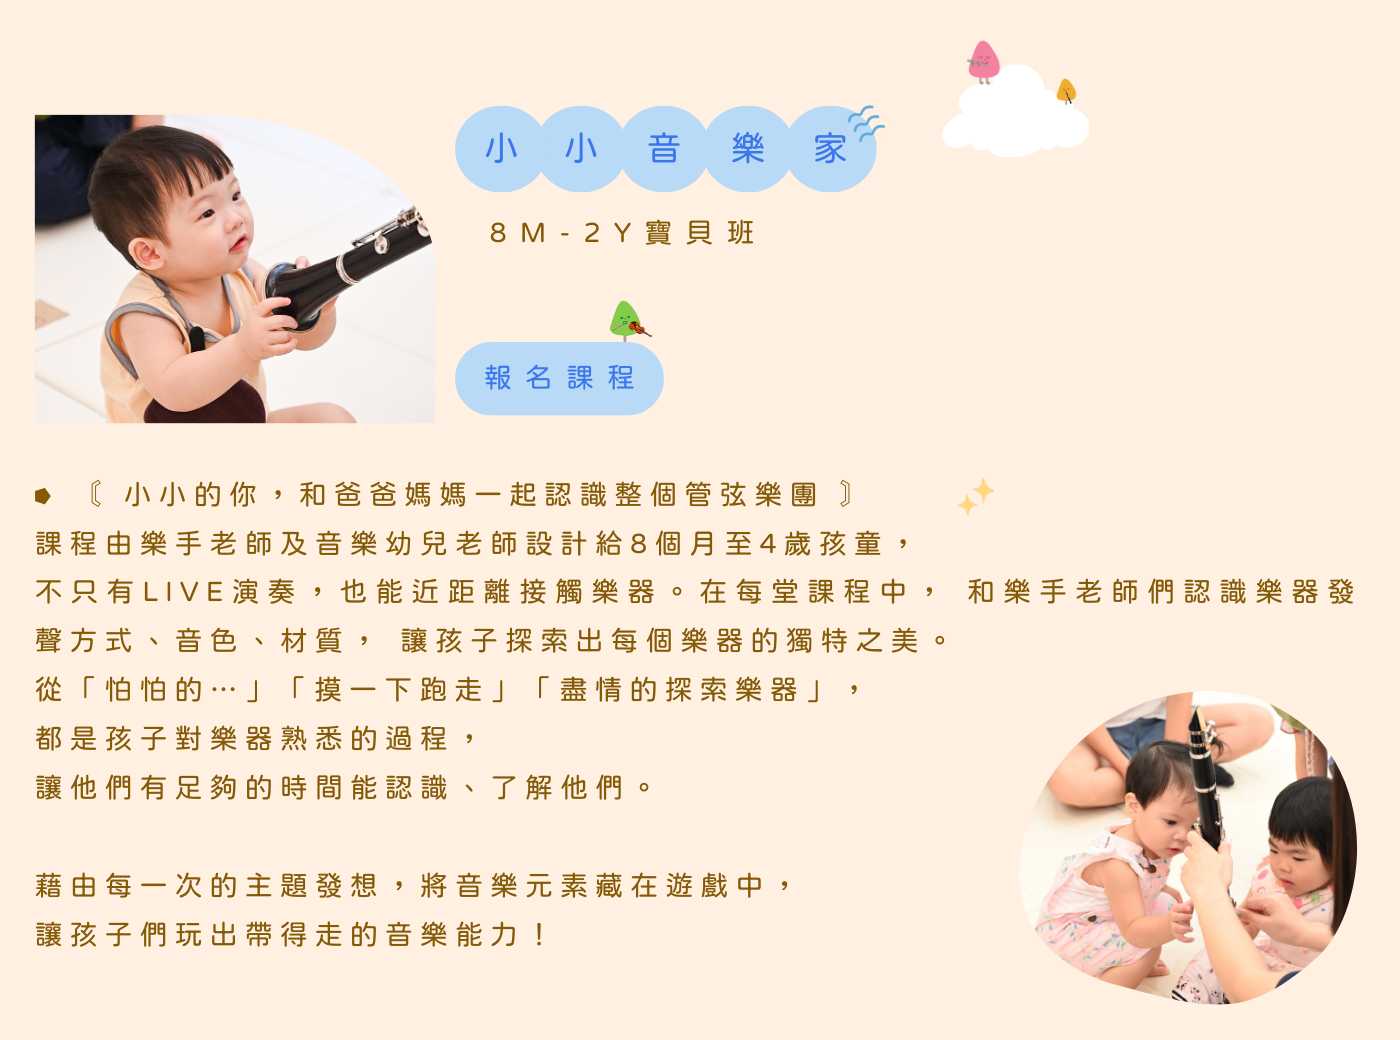 小小音樂家
8M-2Y寶貝班
報名課程
〖 小小的你，和爸爸媽媽一起認識整個管弦樂團 〗
課程由樂手老師及音樂幼兒老師設計給8個月至4歲孩童，
不只有LIVE演奏，也能近距離接觸樂器。在每堂課程中， 和樂手老師們認識樂器發
聲方式、音色、材質， 讓孩子探索出每個樂器的獨特之美。
從「怕怕的⋯」「摸一下跑走」「盡情的探索樂器」，
都是孩子對樂器熟悉的過程，
讓他們有足夠的時間能認識、了解他們。
藉由每一次的主題發想，將音樂元素藏在遊戲中，
讓孩子們玩出帶得走的音樂能力！